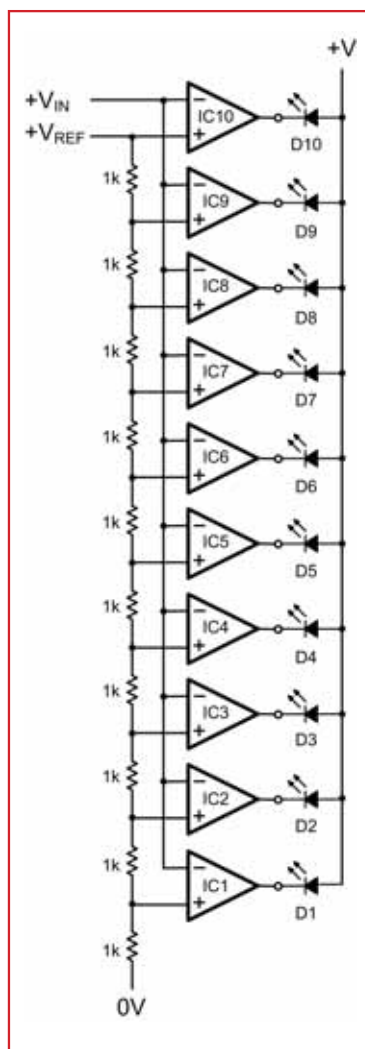 +V
+VIN
+VREF
IC10
D10
1k
IC9
D9
1k
IC8
D8
1k
IC7
D7
1k
IC6
D6
1k
IC5
D5
1k
IC4
D4
1k
IC3
D3
1k
IC2
D2
1k
IC1
D1
1k
0V